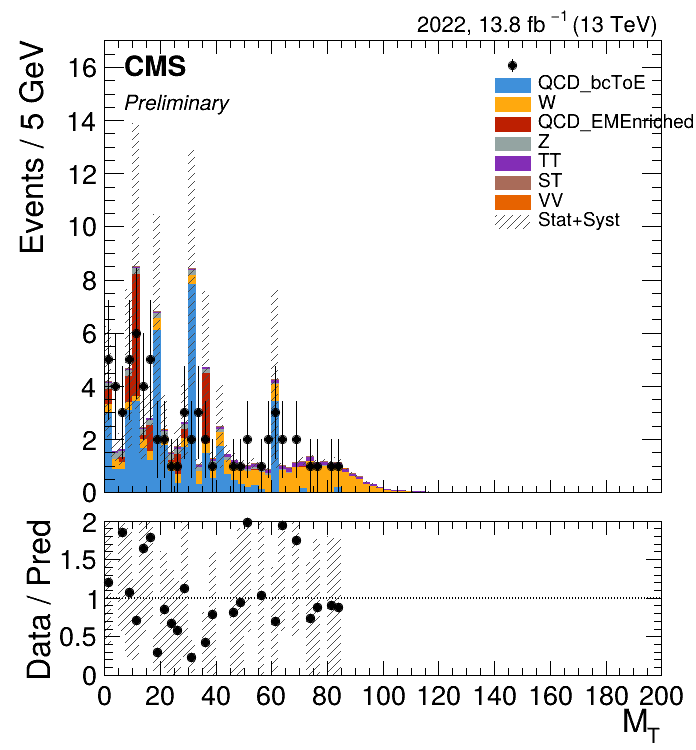 2022, 13.8 fb⁻¹ (13 TeV)
CMS
Preliminary
QCD_bcToE
W
QCD_EMEnriched
Z
TT
ST
VV
Stat+Syst
Events / 5 GeV
16
14
12
10
8
6
4
2
0
Data / Pred
2
1.5
1
0.5
0
0 20 40 60 80 100 120 140 160 180 200
M_T